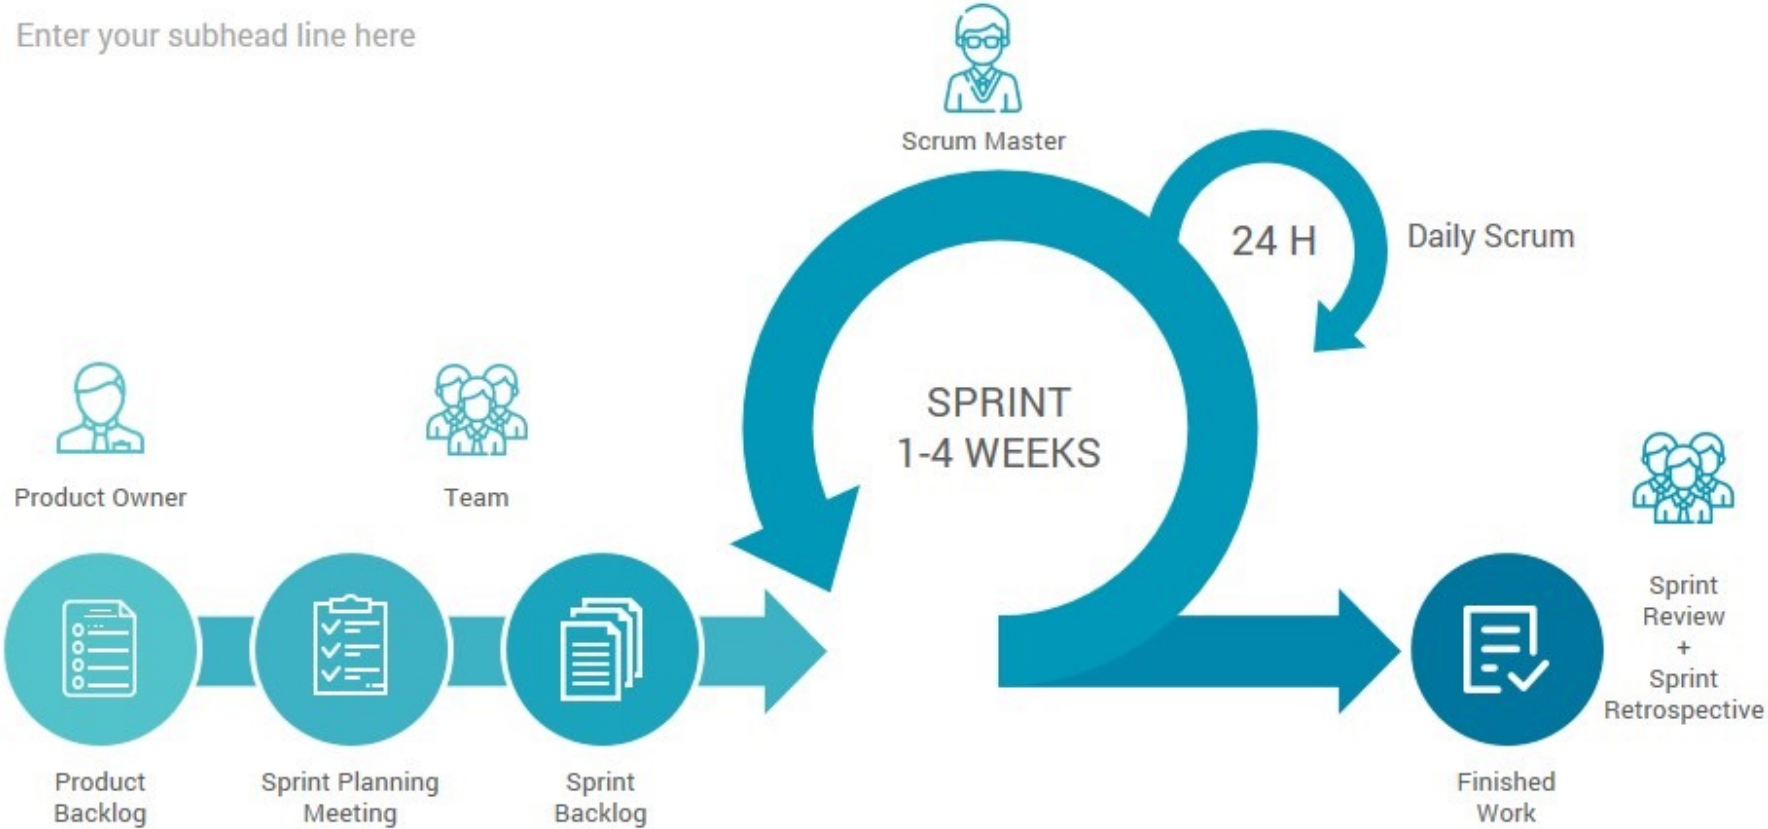 Enter your subhead line here
Scrum Master
24 H
Daily Scrum
SPRINT
1-4 WEEKS
Product Owner
Team
Sprint
Review
+
Sprint
Retrospective
Product
Backlog
Sprint Planning
Meeting
Sprint
Backlog
Finished
Work